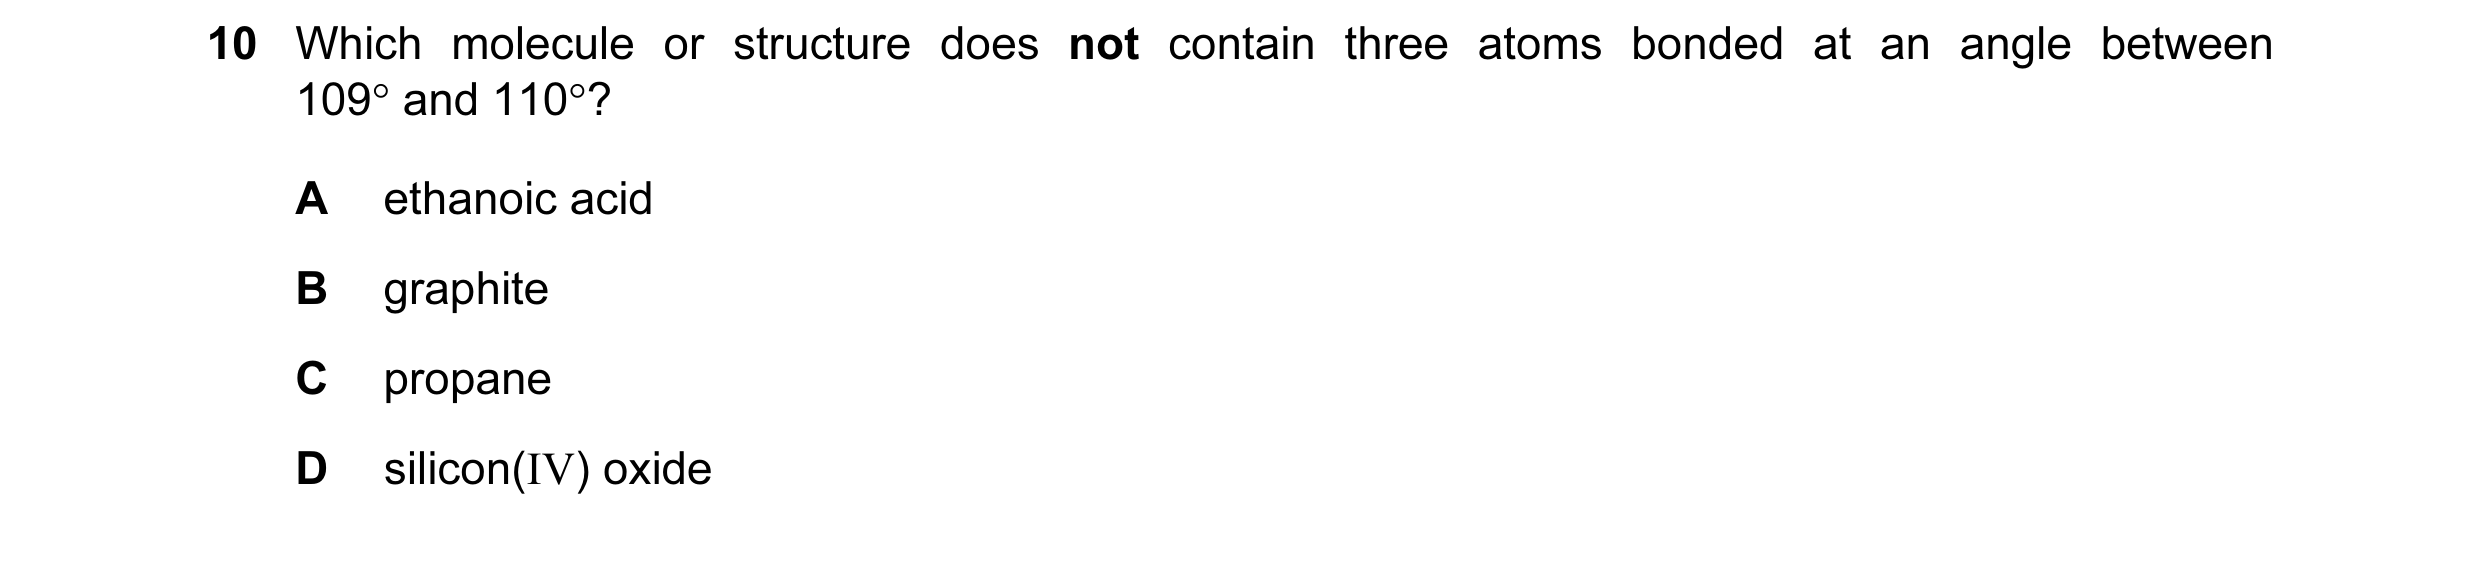 10 Which molecule or structure does not contain three atoms bonded at an angle between
109° and 110°?
A ethanoic acid
B graphite
C propane
D silicon(IV) oxide